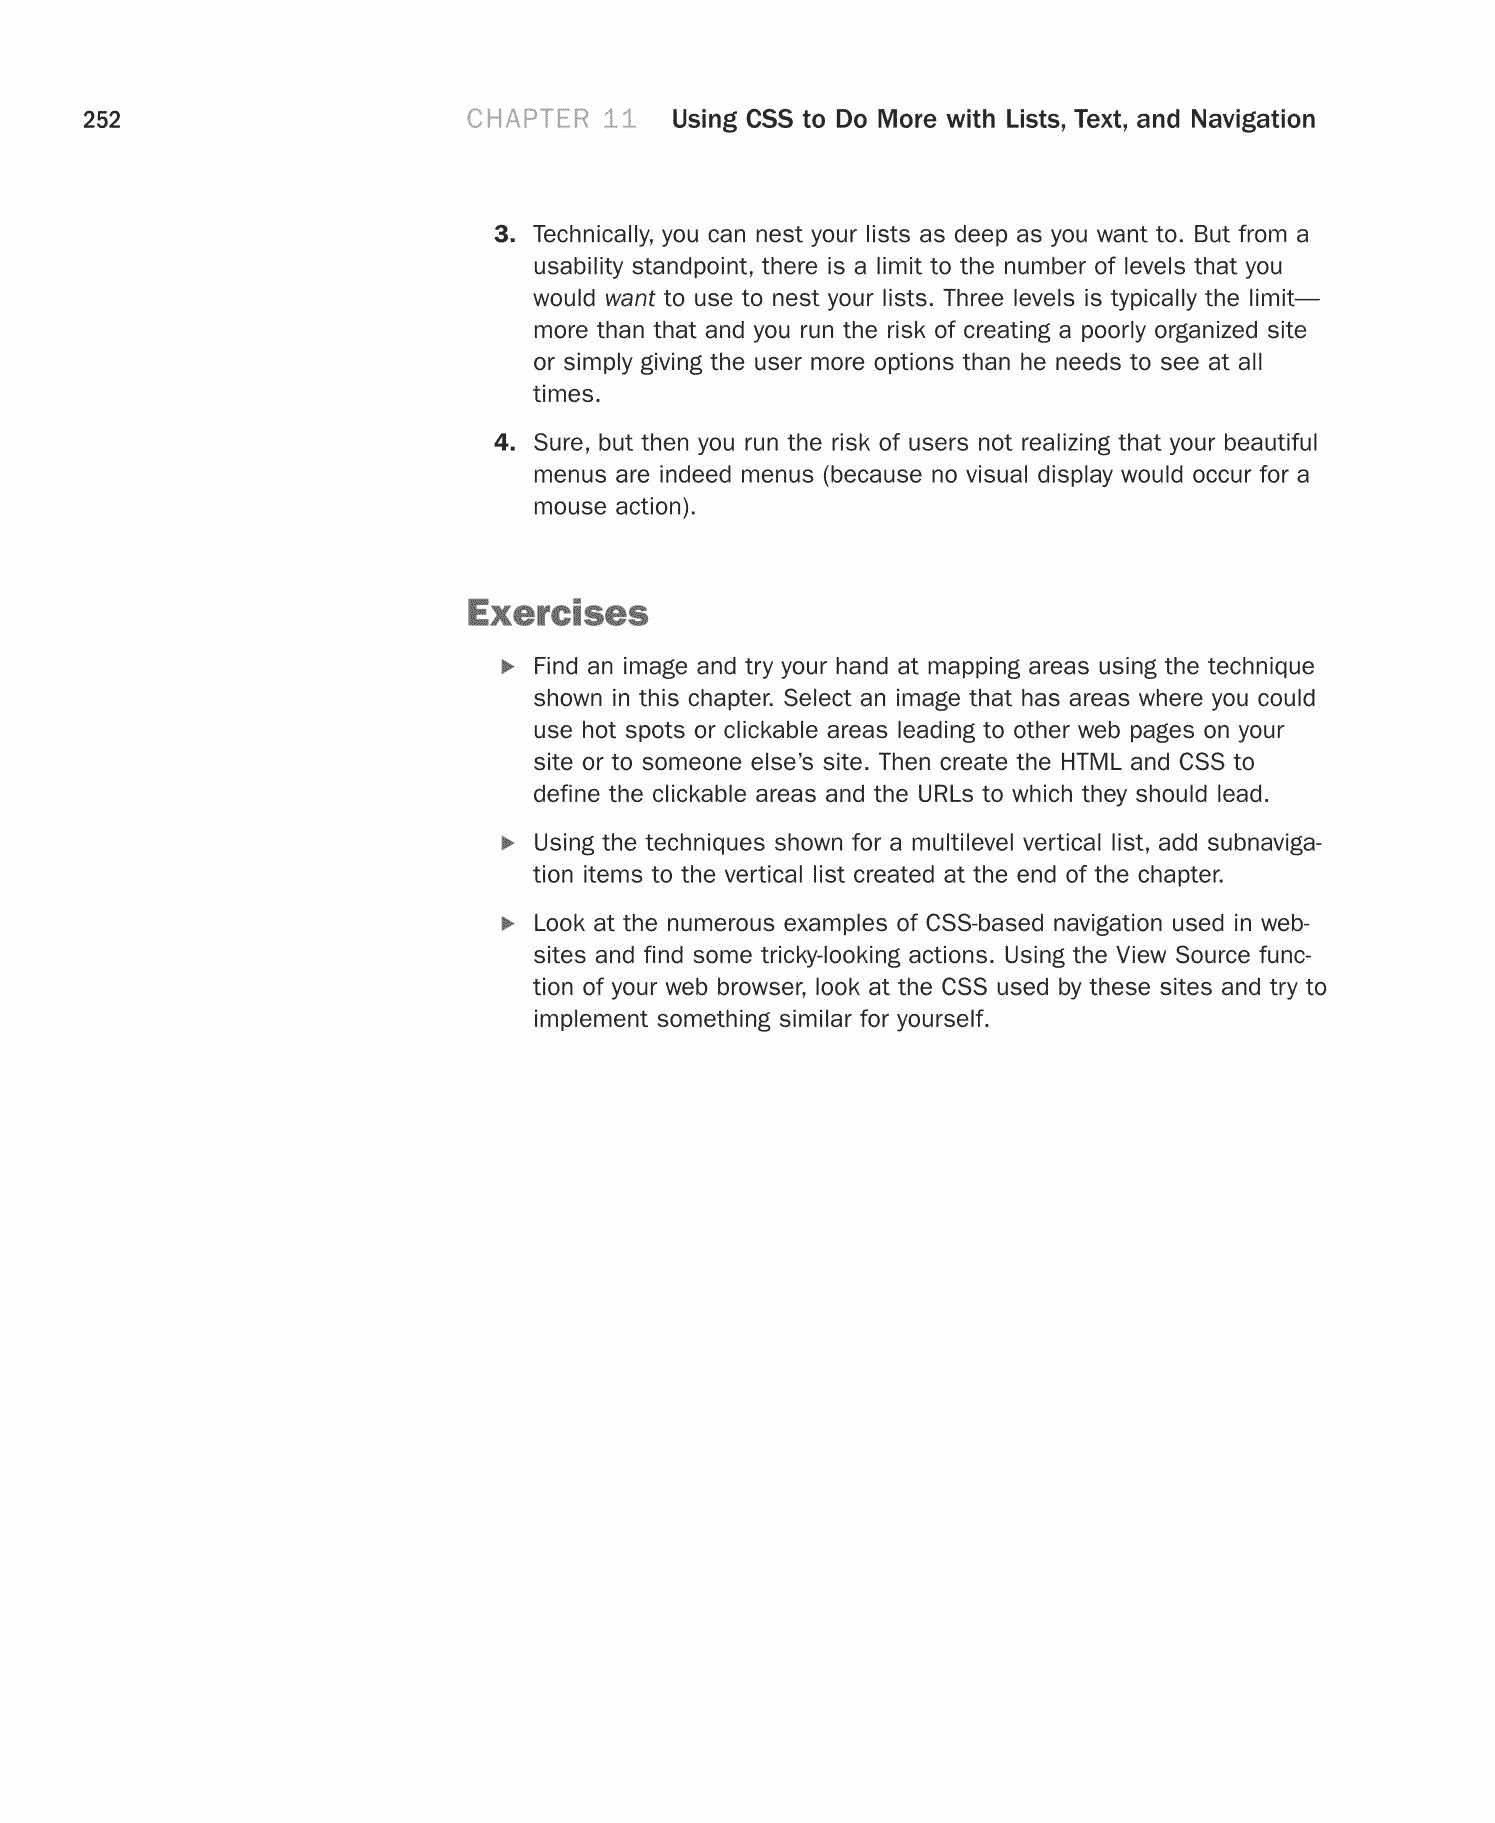 252 CHAPTER 11 Using CSS to Do More with Lists, Text, and Navigation
3. Technically, you can nest your lists as deep as you want to. But from a
usability standpoint, there is a limit to the number of levels that you
would want to use to nest your lists. Three levels is typically the limit—
more than that and you run the risk of creating a poorly organized site
or simply giving the user more options than he needs to see at all
times.
4. Sure, but then you run the risk of users not realizing that your beautiful
menus are indeed menus (because no visual display would occur for a
mouse action).
Exercises
▶ Find an image and try your hand at mapping areas using the technique
shown in this chapter. Select an image that has areas where you could
use hot spots or clickable areas leading to other web pages on your
site or to someone else’s site. Then create the HTML and CSS to
define the clickable areas and the URLs to which they should lead.
▶ Using the techniques shown for a multilevel vertical list, add subnaviga-
tion items to the vertical list created at the end of the chapter.
▶ Look at the numerous examples of CSS-based navigation used in web-
sites and find some tricky-looking actions. Using the View Source func-
tion of your web browser, look at the CSS used by these sites and try to
implement something similar for yourself.